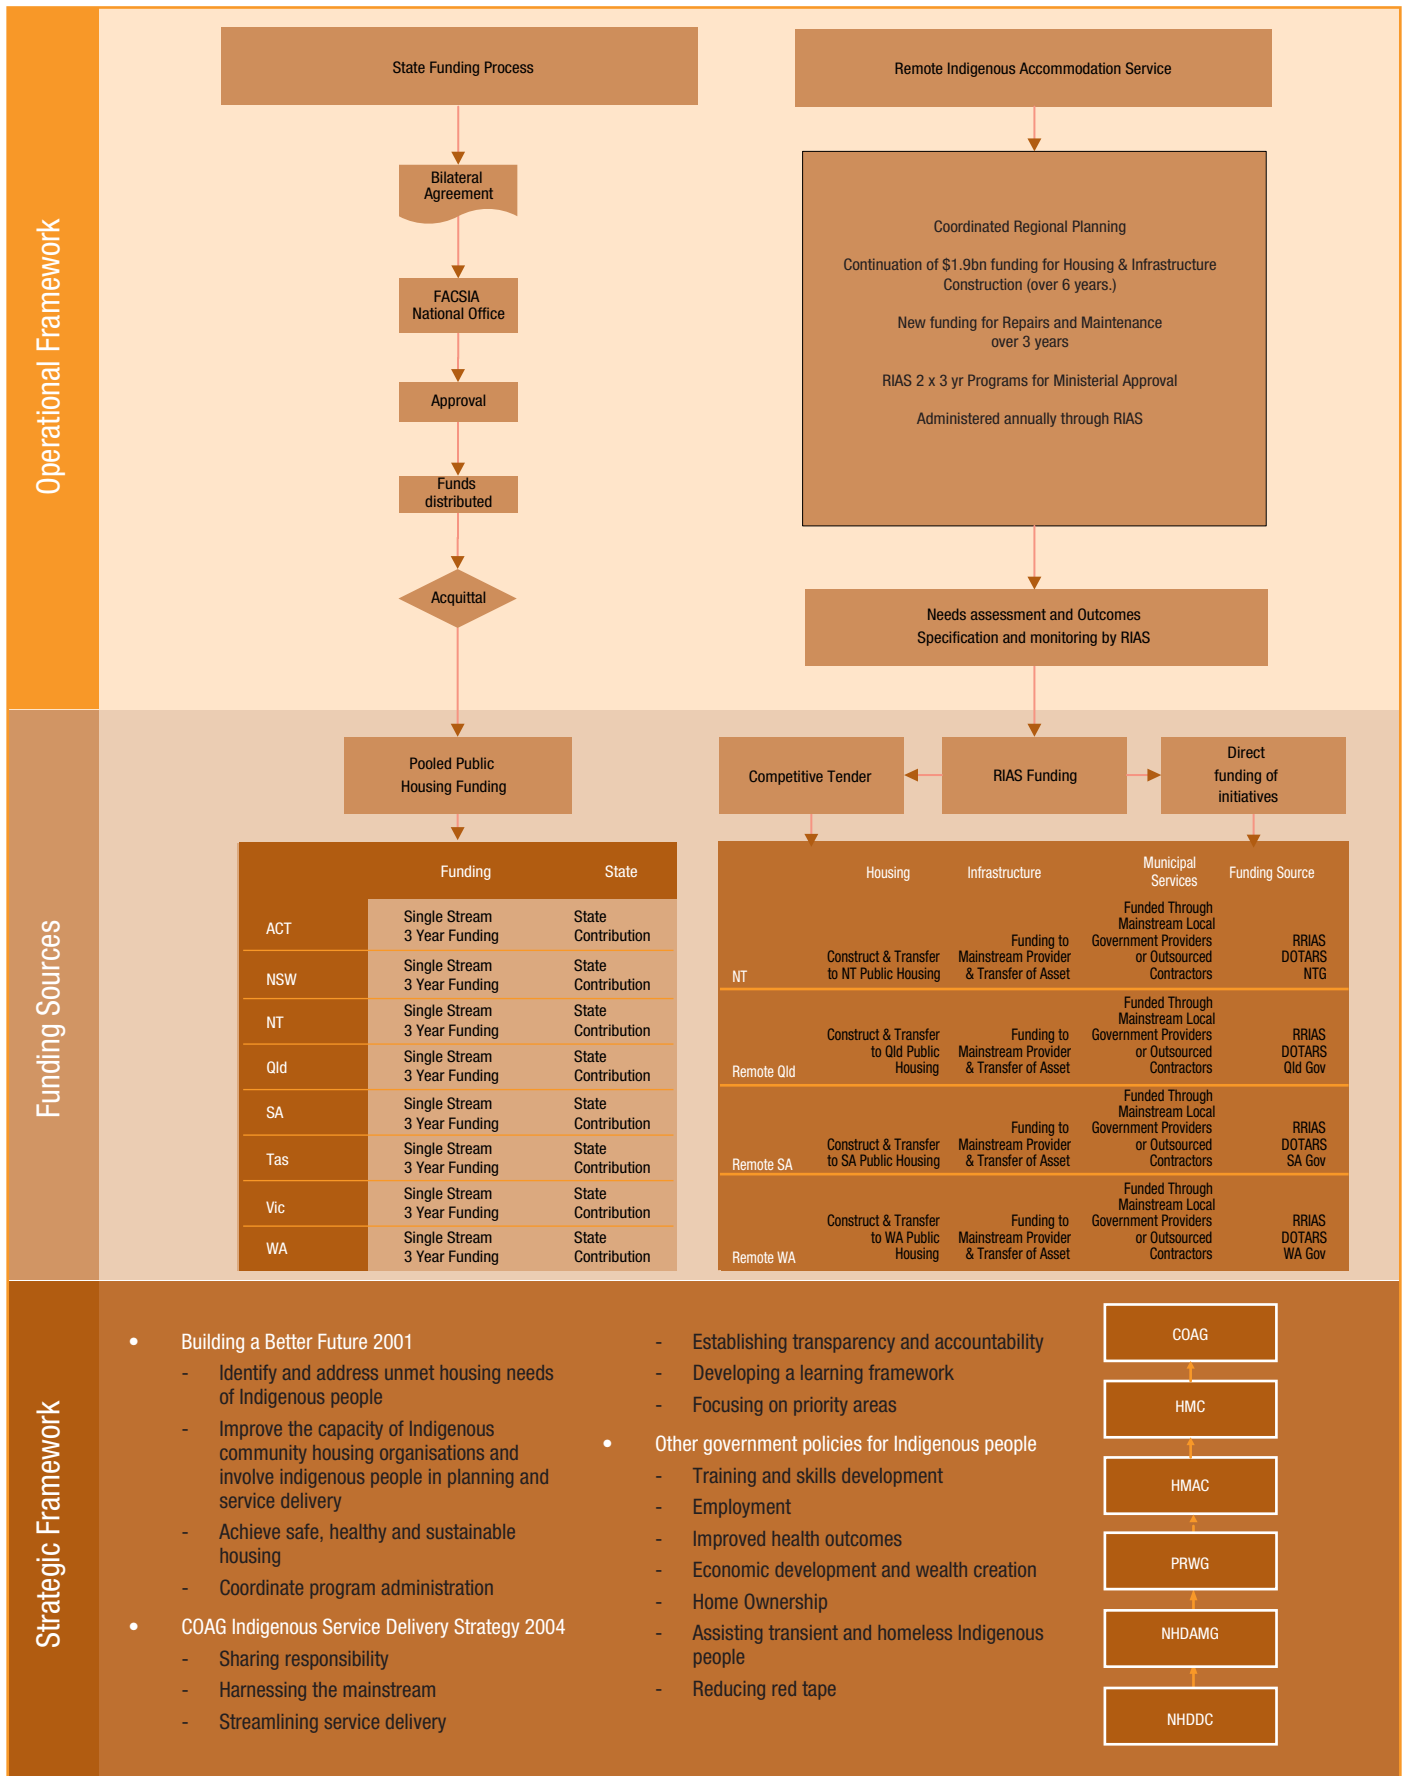 Operational Framework
State Funding Process
Bilateral
Agreement
FACSIA
National Office
Approval
Funds
distributed
Acquittal
Remote Indigenous Accommodation Service
Coordinated Regional Planning
Continuation of $1.9bn funding for Housing & Infrastructure
Construction (over 6 years.)
New funding for Repairs and Maintenance
over 3 years
RIAS 2 x 3 yr Programs for Ministerial Approval
Administered annually through RIAS
Needs assessment and Outcomes
Specification and monitoring by RIAS
Funding Sources
Pooled Public
Housing Funding
Funding State
ACT
Single Stream
3 Year Funding
State
Contribution
NSW
Single Stream
3 Year Funding
State
Contribution
NT
Single Stream
3 Year Funding
State
Contribution
Qld
Single Stream
3 Year Funding
State
Contribution
SA
Single Stream
3 Year Funding
State
Contribution
Tas
Single Stream
3 Year Funding
State
Contribution
Vic
Single Stream
3 Year Funding
State
Contribution
WA
Single Stream
3 Year Funding
State
Contribution
Competitive Tender
RIAS Funding
Direct
funding of
initiatives
Housing
Infrastructure
Municipal
Services
Funding Source
NT
Construct & Transfer
to NT Public Housing
Funding to
Mainstream Provider
& Transfer of Asset
Funded Through
Mainstream Local
Government Providers
or Outsourced
Contractors
RRIAS
DOTARS
NTG
Remote Qld
Construct & Transfer
to Qld Public
Housing
Funding to
Mainstream Provider
& Transfer of Asset
Funded Through
Mainstream Local
Government Providers
or Outsourced
Contractors
RRIAS
DOTARS
Qld Gov
Remote SA
Construct & Transfer
to SA Public Housing
Funding to
Mainstream Provider
& Transfer of Asset
Funded Through
Mainstream Local
Government Providers
or Outsourced
Contractors
RRIAS
DOTARS
SA Gov
Remote WA
Construct & Transfer
to WA Public
Housing
Funding to
Mainstream Provider
& Transfer of Asset
Funded Through
Mainstream Local
Government Providers
or Outsourced
Contractors
RRIAS
DOTARS
WA Gov
Strategic Framework
• Building a Better Future 2001
- Identify and address unmet housing needs
of Indigenous people
- Improve the capacity of Indigenous
community housing organisations and
involve indigenous people in planning and
service delivery
- Achieve safe, healthy and sustainable
housing
- Coordinate program administration
• COAG Indigenous Service Delivery Strategy 2004
- Sharing responsibility
- Harnessing the mainstream
- Streamlining service delivery
- Establishing transparency and accountability
- Developing a learning framework
- Focusing on priority areas
• Other government policies for Indigenous people
- Training and skills development
- Employment
- Improved health outcomes
- Economic development and wealth creation
- Home Ownership
- Assisting transient and homeless Indigenous
people
- Reducing red tape
COAG
HMC
HMAC
PRWG
NHDAMG
NHDDC